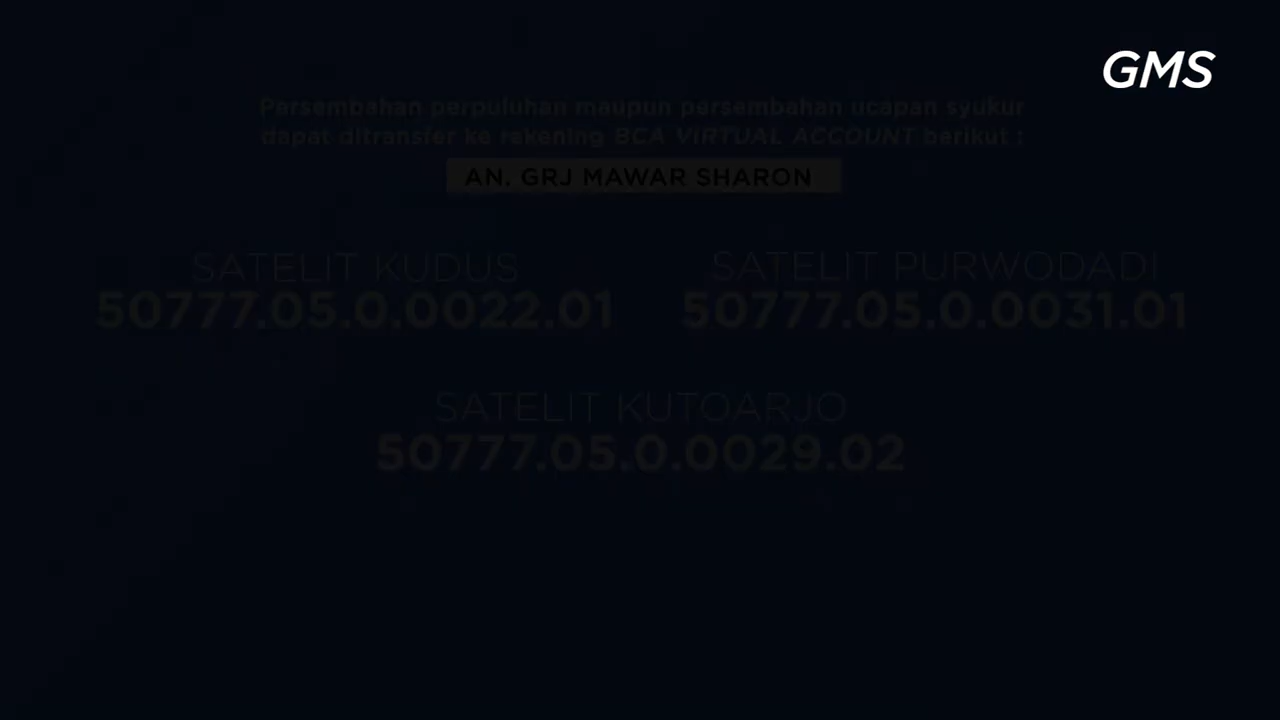 GMS
Persembahan perpuluhan maupun persembahan ucapan syukur
dapat ditransfer ke rekening BCA VIRTUAL ACCOUNT berikut :
AN. GRJ MAWAR SHARON
SATELIT KUDUS
50777.05.0.0022.01
SATELIT PURWODADI
50777.05.0.0031.01
SATELIT KUTOARJO
50777.05.0.0029.02